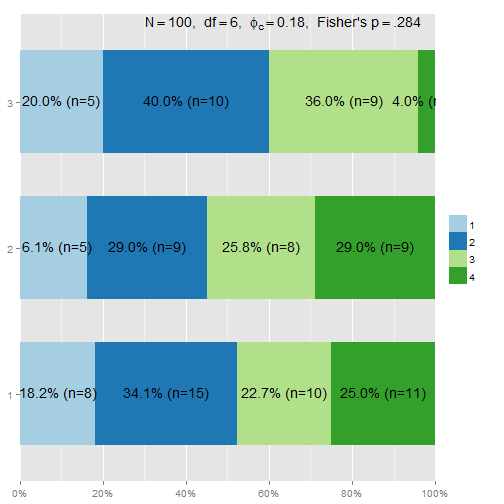 N=100, df=6, ϕc=0.18, Fisher's p=.284
3 20.0% (n=5) 40.0% (n=10) 36.0% (n=9) 4.0% (
2 6.1% (n=5) 29.0% (n=9) 25.8% (n=8) 29.0% (n=9)
1 18.2% (n=8) 34.1% (n=15) 22.7% (n=10) 25.0% (n=11)
1
2
3
4
0% 20% 40% 60% 80% 100%